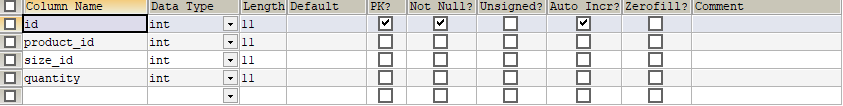 Column Name Data Type Length Default PK? Not Null? Unsigned? Auto Incr? Zerofill? Comment
id int 11
product_id int 11
size_id int 11
quantity int 11